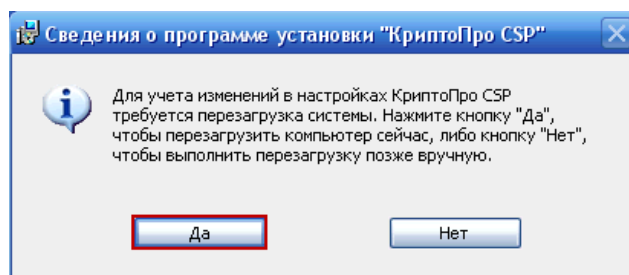 Сведения о программе установки "КриптоПро CSP"
Для учета изменений в настройках КриптоПро CSP
требуется перезагрузка системы. Нажмите кнопку "Да",
чтобы перезагрузить компьютер сейчас, либо кнопку "Нет",
чтобы выполнить перезагрузку позже вручную.
Да
Нет